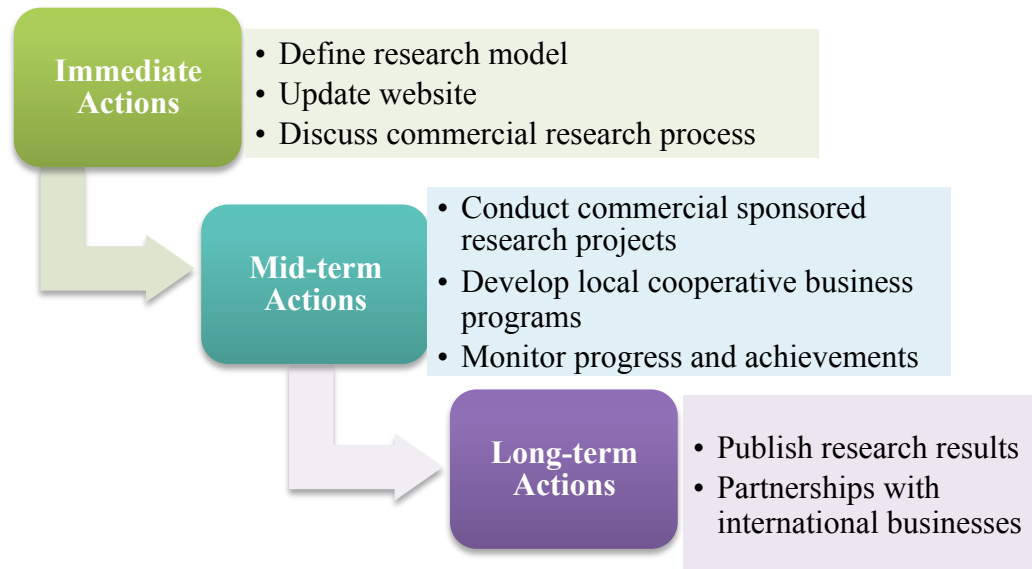 Immediate
Actions
• Define research model
• Update website
• Discuss commercial research process
Mid-term
Actions
• Conduct commercial sponsored
research projects
• Develop local cooperative business
programs
• Monitor progress and achievements
Long-term
Actions
• Publish research results
• Partnerships with
international businesses